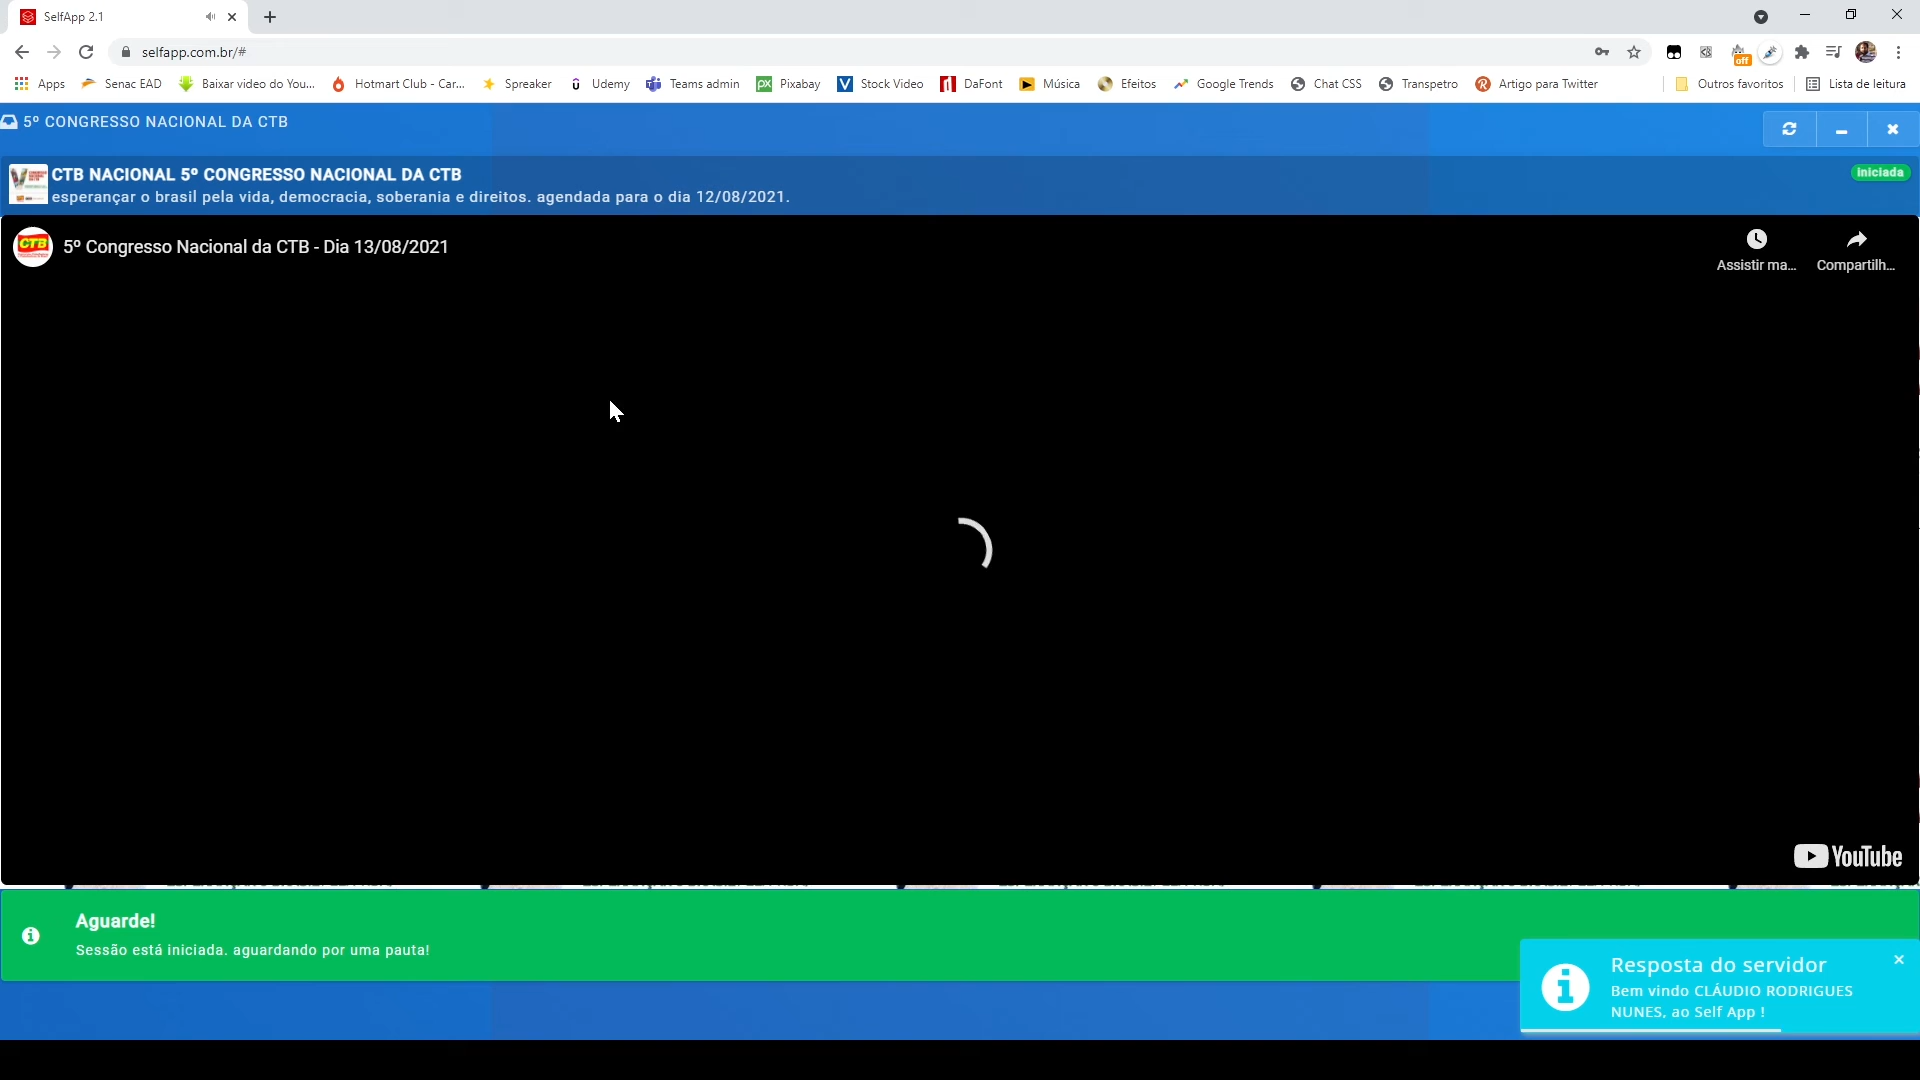 SelfApp 2.1
selfapp.com.br/#
off
Apps
Senac EAD
Baixar video do You...
Hotmart Club - Car...
Spreaker
Udemy
Teams admin
Pixabay
Stock Video
DaFont
Música
Efeitos
Google Trends
Chat CSS
Transpetro
Artigo para Twitter
Outros favoritos
Lista de leitura
5º CONGRESSO NACIONAL DA CTB
CTB NACIONAL 5º CONGRESSO NACIONAL DA CTB
iniciada
esperançar o brasil pela vida, democracia, soberania e direitos. agendada para o dia 12/08/2021.
CTB
5º Congresso Nacional da CTB - Dia 13/08/2021
Assistir ma...
Compartilh...
YouTube
Aguarde!
Sessão está iniciada. aguardando por uma pauta!
Resposta do servidor
Bem vindo CLÁUDIO RODRIGUES
NUNES, ao Self App !